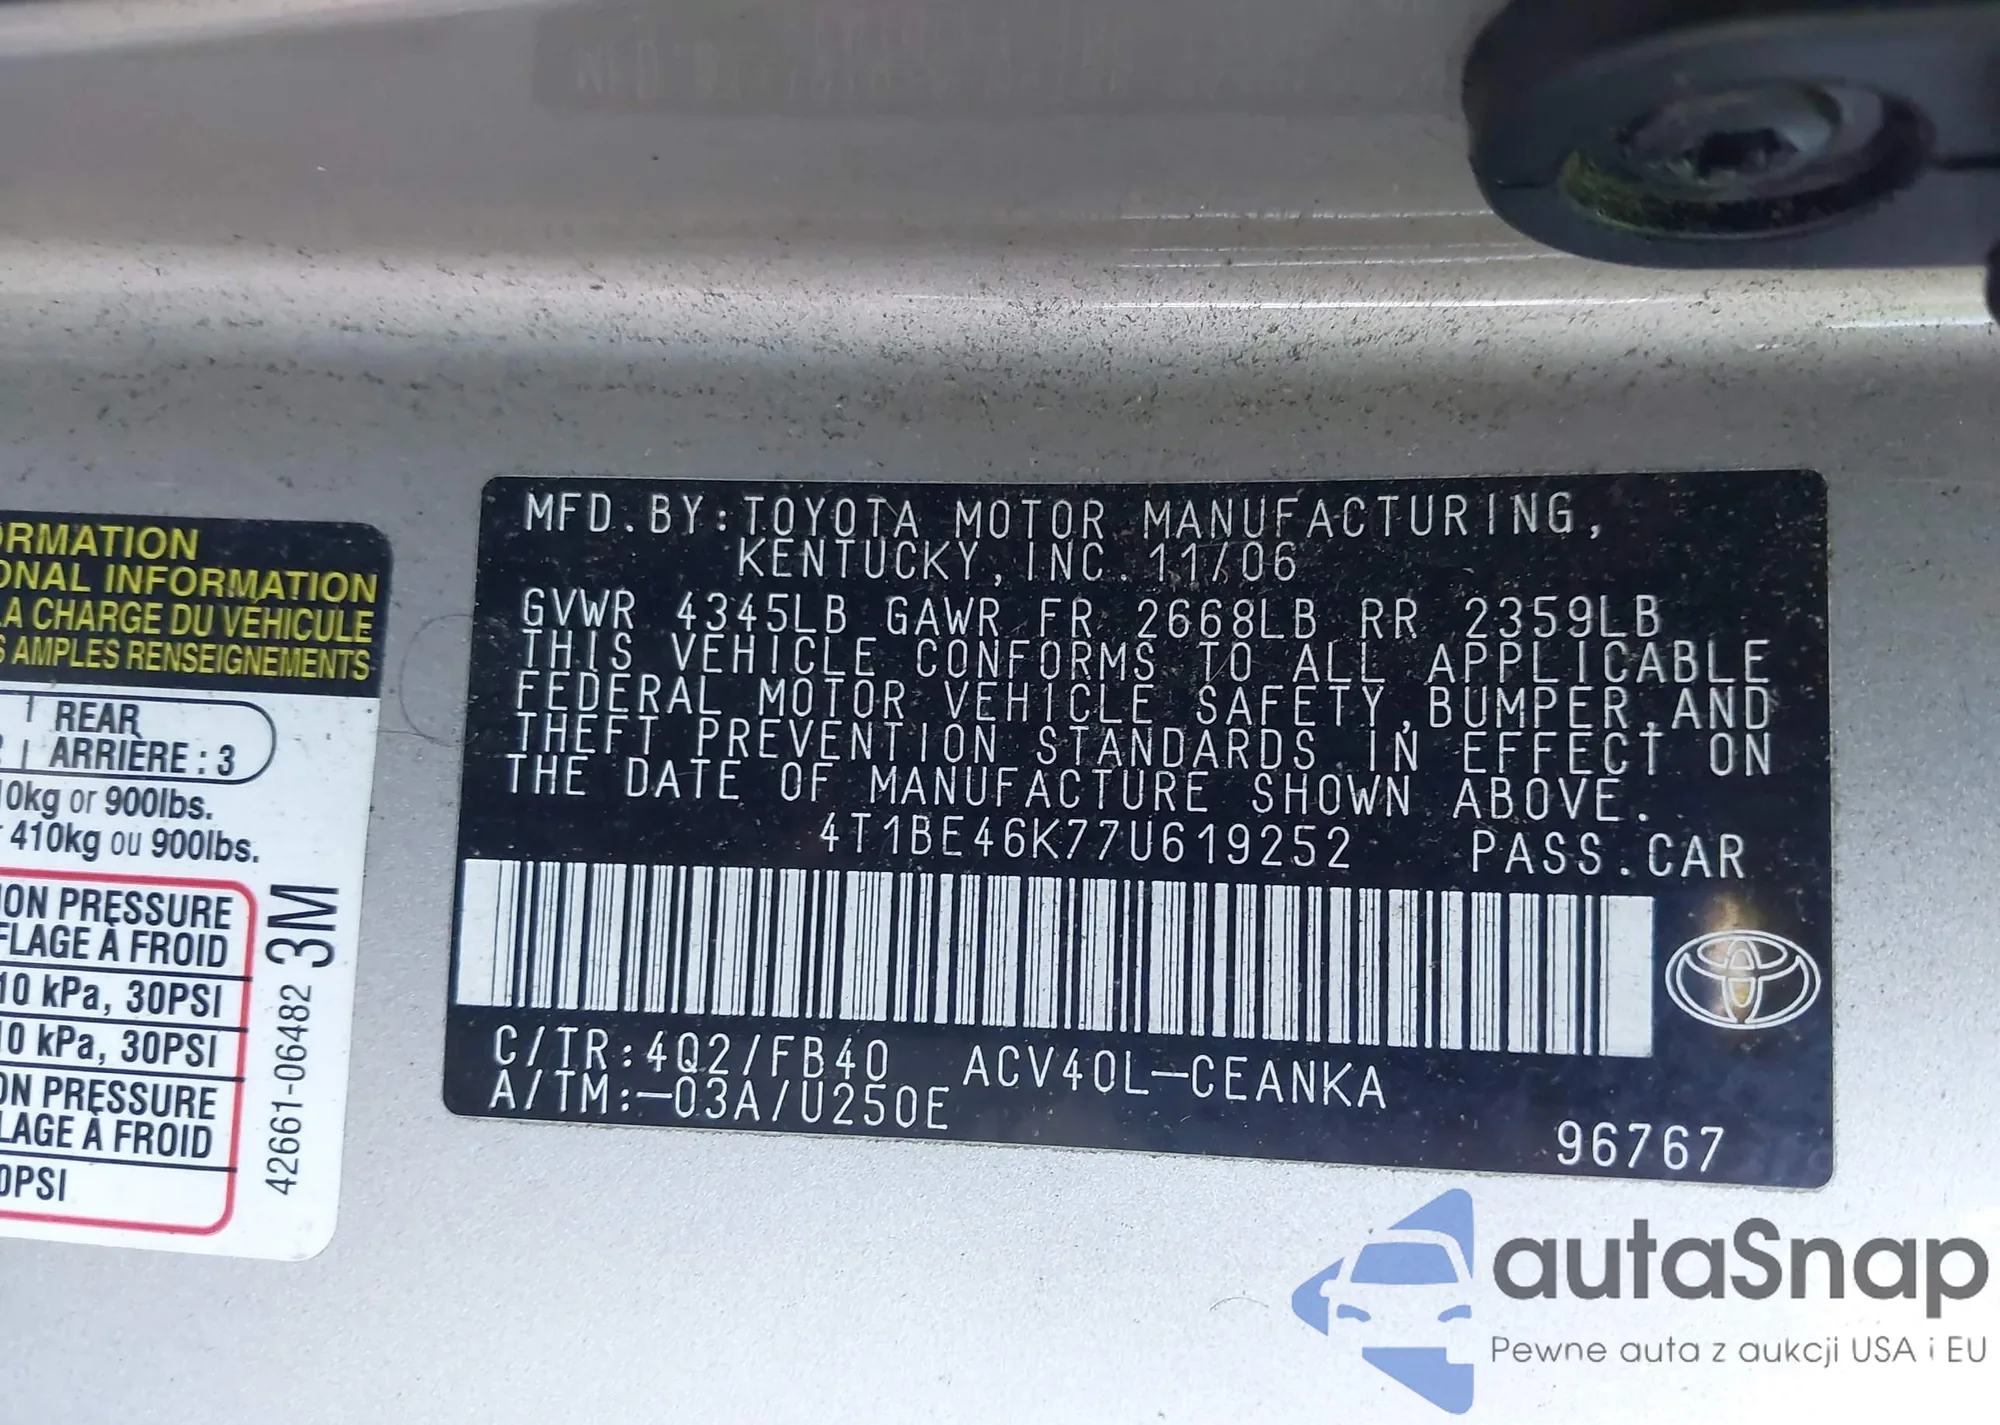 ORMATION
ONAL INFORMATION
LA CHARGE DU VÉHICULE
S AMPLES RENSEIGNEMENTS
REAR
ARRIÈRE : 3
10kg or 900lbs.
410kg ou 900lbs.
ION PRESSURE
FLAGE À FROID
10 kPa, 30PSI
10 kPa, 30PSI
ON PRESSURE
LAGE À FROID
0PSI
42661-06482 3M
MFD.BY:TOYOTA MOTOR MANUFACTURING,
KENTUCKY,INC.11/06
GVWR 4345LB GAWR FR 2668LB RR 2359LB
THIS VEHICLE CONFORMS TO ALL APPLICABLE
FEDERAL MOTOR VEHICLE SAFETY,BUMPER,AND
THEFT PREVENTION STANDARDS IN EFFECT ON
THE DATE OF MANUFACTURE SHOWN ABOVE.
4T1BE46K77U619252 PASS.CAR
C/TR:4Q2/FB40 ACV40L-CEANKA
A/TM:-03A/U250E
96767
autaSnap
Pewne auta z aukcji USA i EU